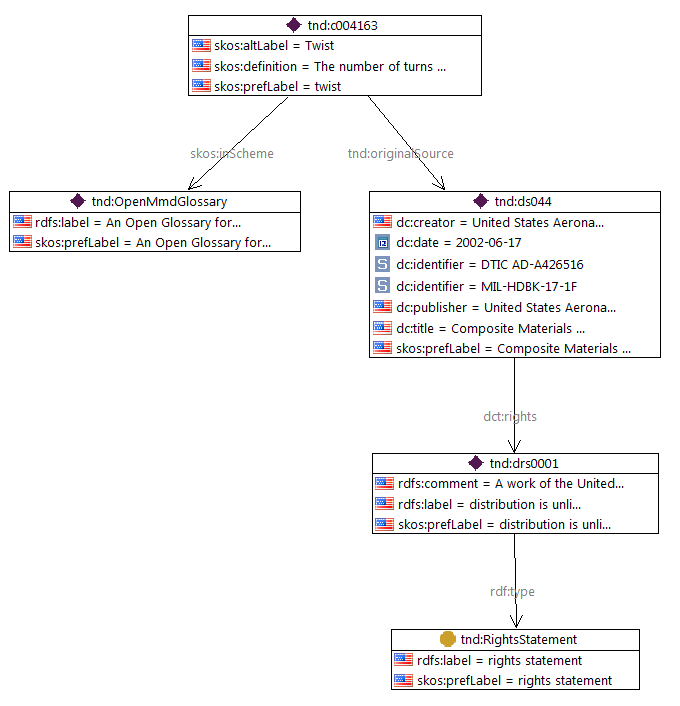 tnd:c004163
skos:altLabel = Twist
skos:definition = The number of turns ...
skos:prefLabel = twist
skos:inScheme
tnd:originalSource
tnd:OpenMmdGlossary
rdfs:label = An Open Glossary for...
skos:prefLabel = An Open Glossary for...
tnd:ds044
dc:creator = United States Aerona...
dc:date = 2002-06-17
dc:identifier = DTIC AD-A426516
dc:identifier = MIL-HDBK-17-1F
dc:publisher = United States Aerona...
dc:title = Composite Materials ...
skos:prefLabel = Composite Materials ...
dct:rights
tnd:drs0001
rdfs:comment = A work of the United...
rdfs:label = distribution is unli...
skos:prefLabel = distribution is unli...
rdf:type
tnd:RightsStatement
rdfs:label = rights statement
skos:prefLabel = rights statement